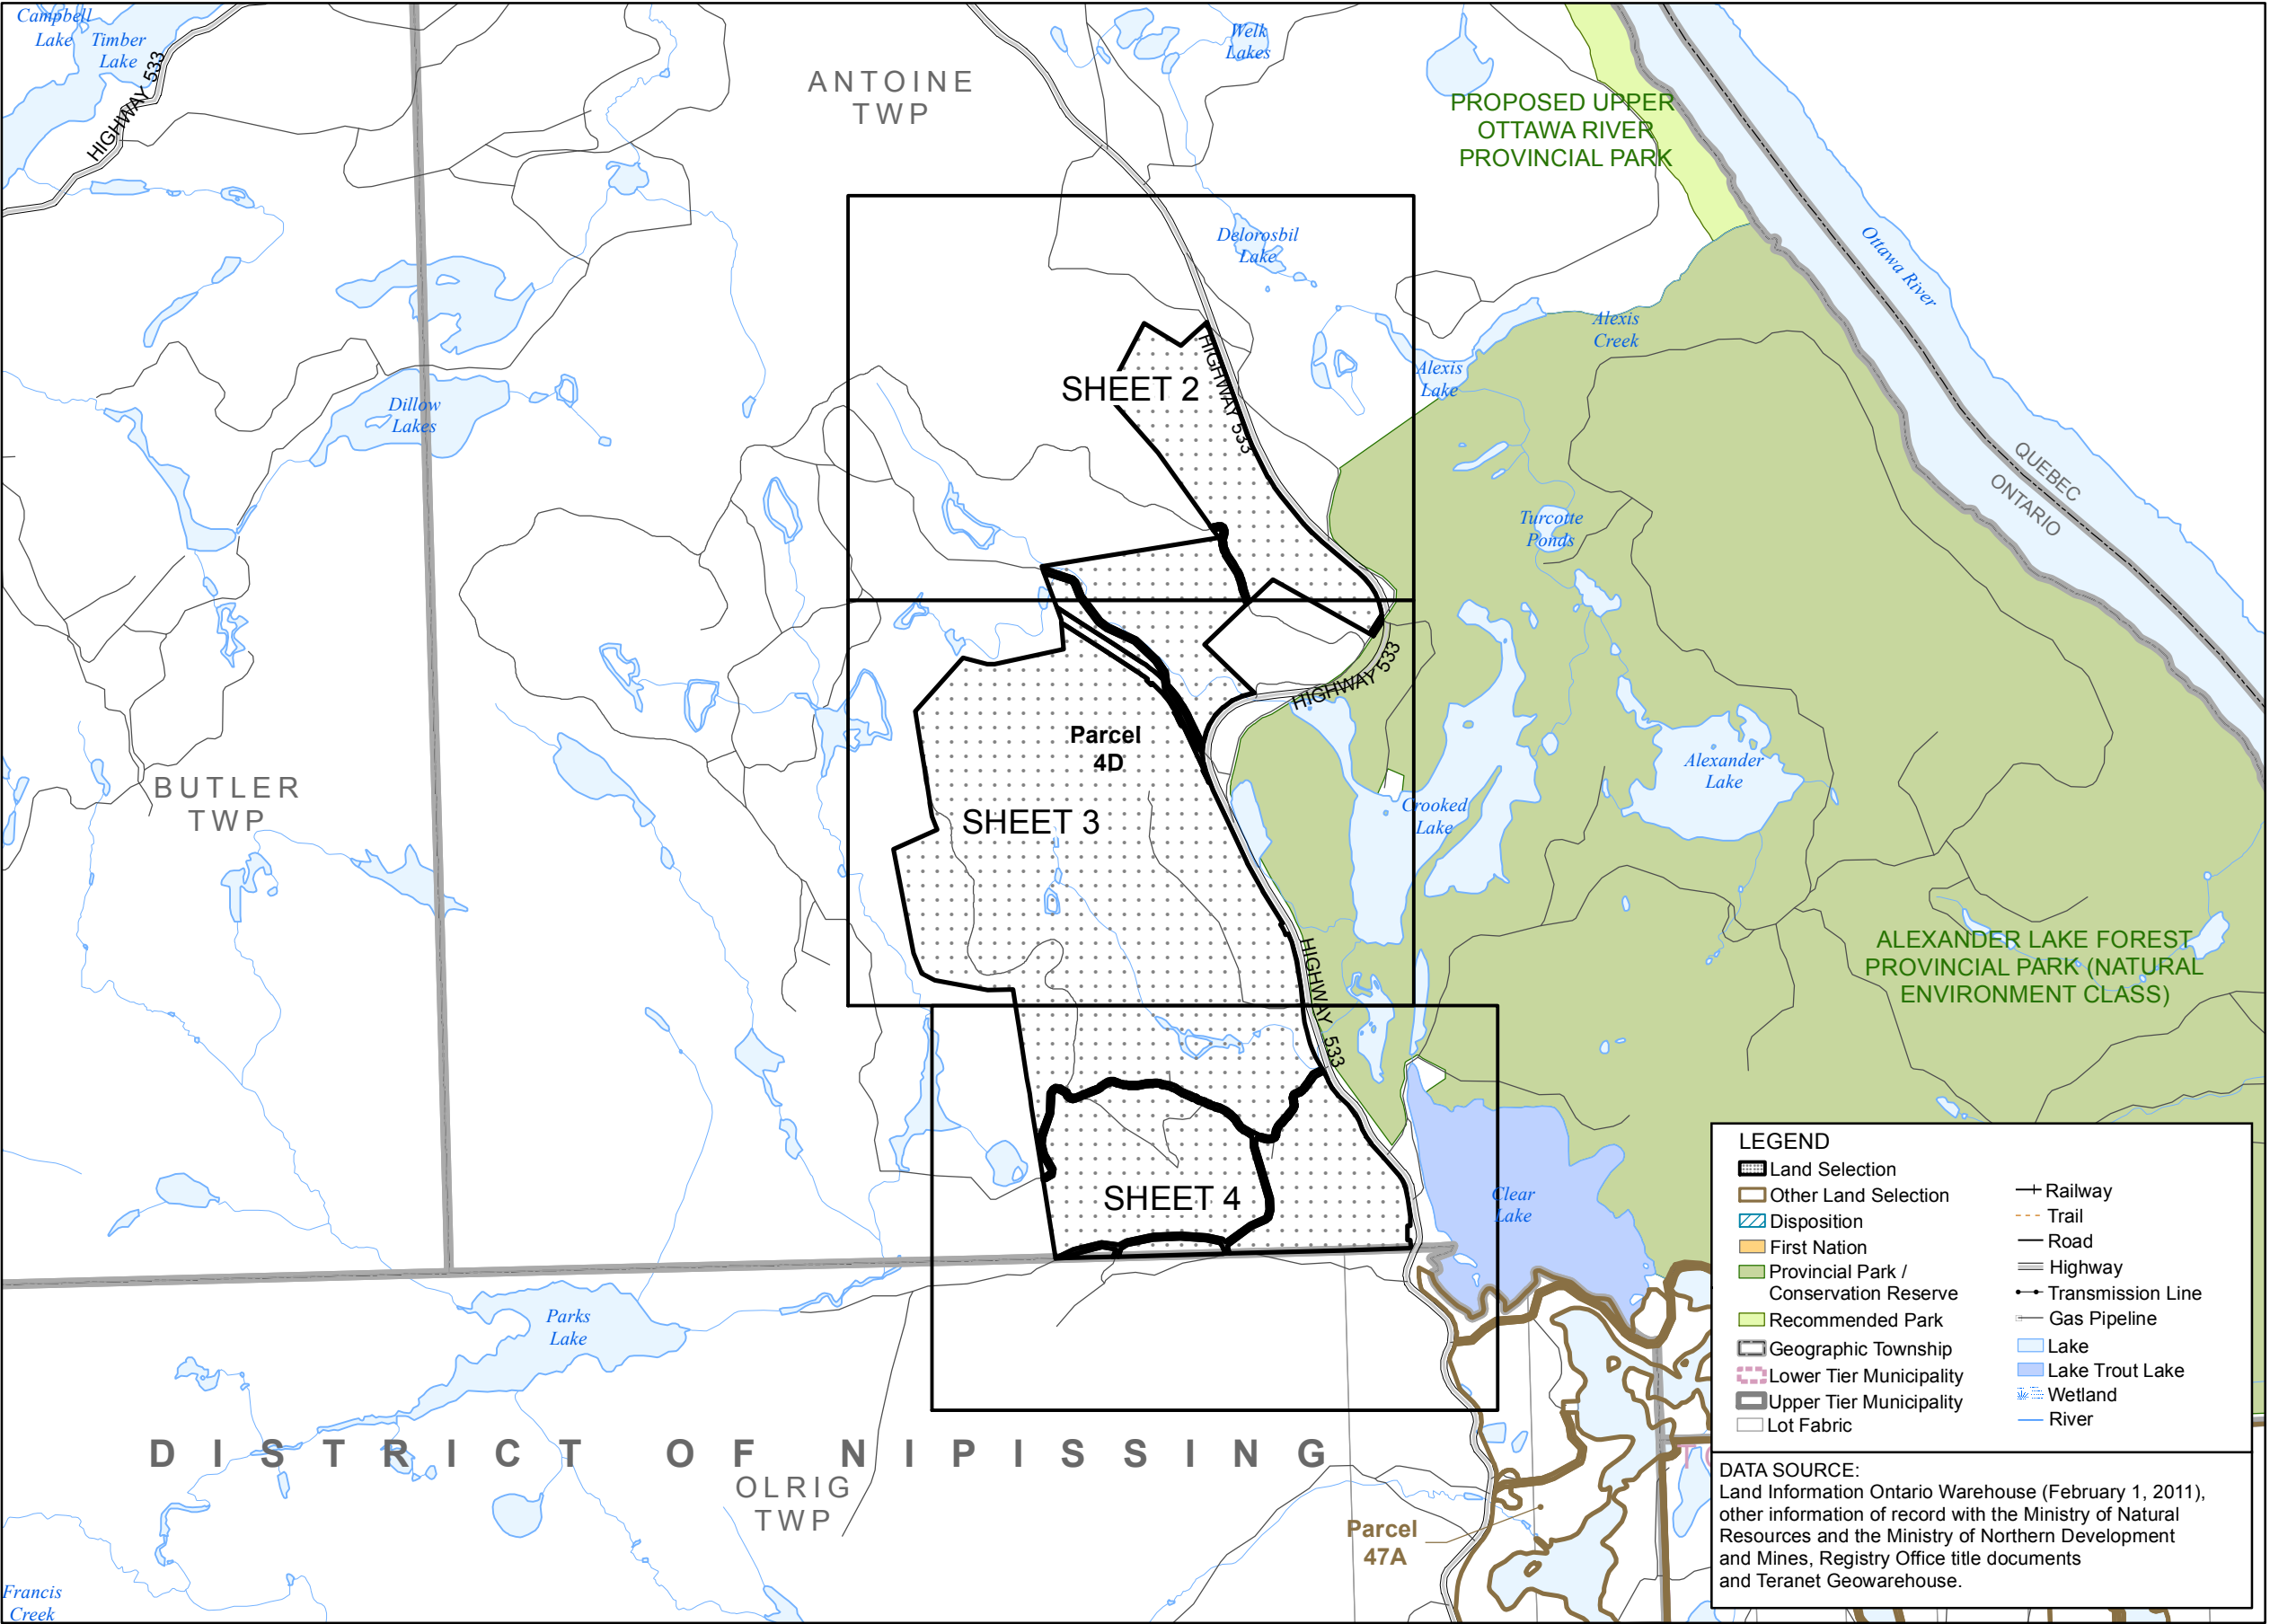 Campbell
Lake
Timber
Lake
HIGHWAY 533
ANTOINE
TWP
Welk
Lakes
PROPOSED UPPER
OTTAWA RIVER
PROVINCIAL PARK
Ottawa River
Delorosbil
Lake
Alexis
Creek
Alexis
Lake
SHEET 2
HIGHWAY 533
Dillow
Lakes
QUEBEC
ONTARIO
Turcotte
Ponds
HIGHWAY 533
Parcel
4D
Alexander
Lake
BUTLER
TWP
SHEET 3
Crooked
Lake
HIGHWAY 533
ALEXANDER LAKE FOREST
PROVINCIAL PARK (NATURAL
ENVIRONMENT CLASS)
SHEET 4
Clear
Lake
Parks
Lake
DISTRICT OF NIPISSING
OLRIG
TWP
Parcel
47A
Francis
Creek
LEGEND
Land Selection
Other Land Selection
Disposition
First Nation
Provincial Park /
Conservation Reserve
Recommended Park
Geographic Township
Lower Tier Municipality
Upper Tier Municipality
Lot Fabric
Railway
Trail
Road
Highway
Transmission Line
Gas Pipeline
Lake
Lake Trout Lake
Wetland
River
DATA SOURCE:
Land Information Ontario Warehouse (February 1, 2011),
other information of record with the Ministry of Natural
Resources and the Ministry of Northern Development
and Mines, Registry Office title documents
and Teranet Geowarehouse.